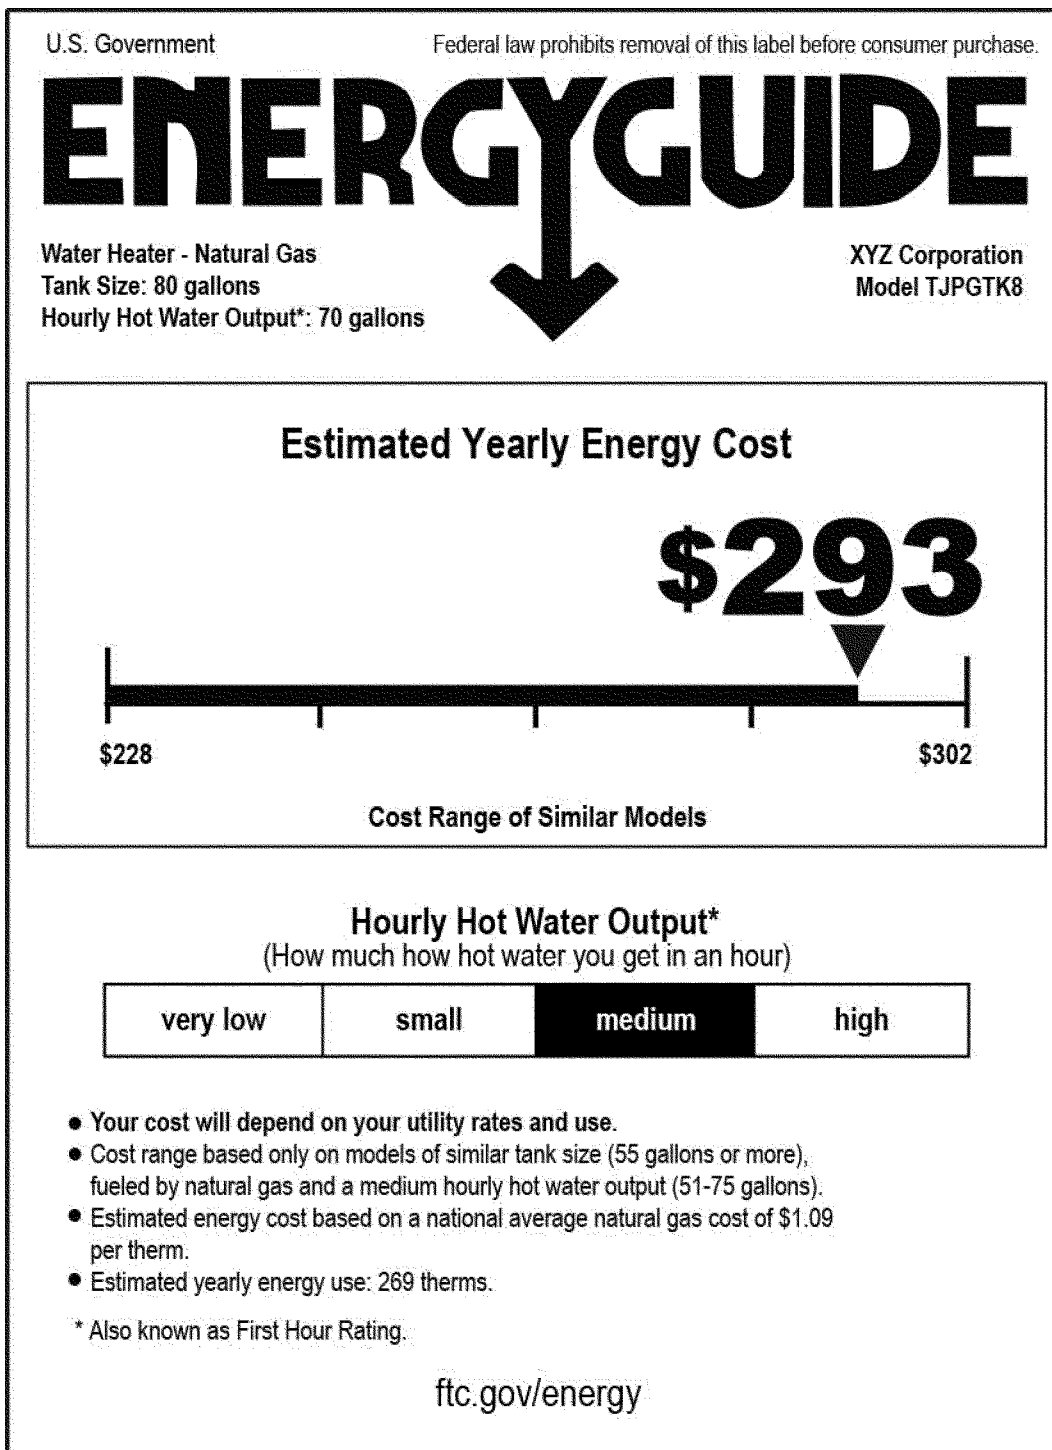 U.S. Government
Federal law prohibits removal of this label before consumer purchase.
ENERGYGUIDE
Water Heater - Natural Gas
Tank Size: 80 gallons
Hourly Hot Water Output*: 70 gallons
XYZ Corporation
Model TJPGTK8
Estimated Yearly Energy Cost
$293
$228
$302
Cost Range of Similar Models
Hourly Hot Water Output*
(How much how hot water you get in an hour)
very low small medium high
● Your cost will depend on your utility rates and use.
● Cost range based only on models of similar tank size (55 gallons or more),
fueled by natural gas and a medium hourly hot water output (51-75 gallons).
● Estimated energy cost based on a national average natural gas cost of $1.09
per therm.
● Estimated yearly energy use: 269 therms.
* Also known as First Hour Rating.
ftc.gov/energy